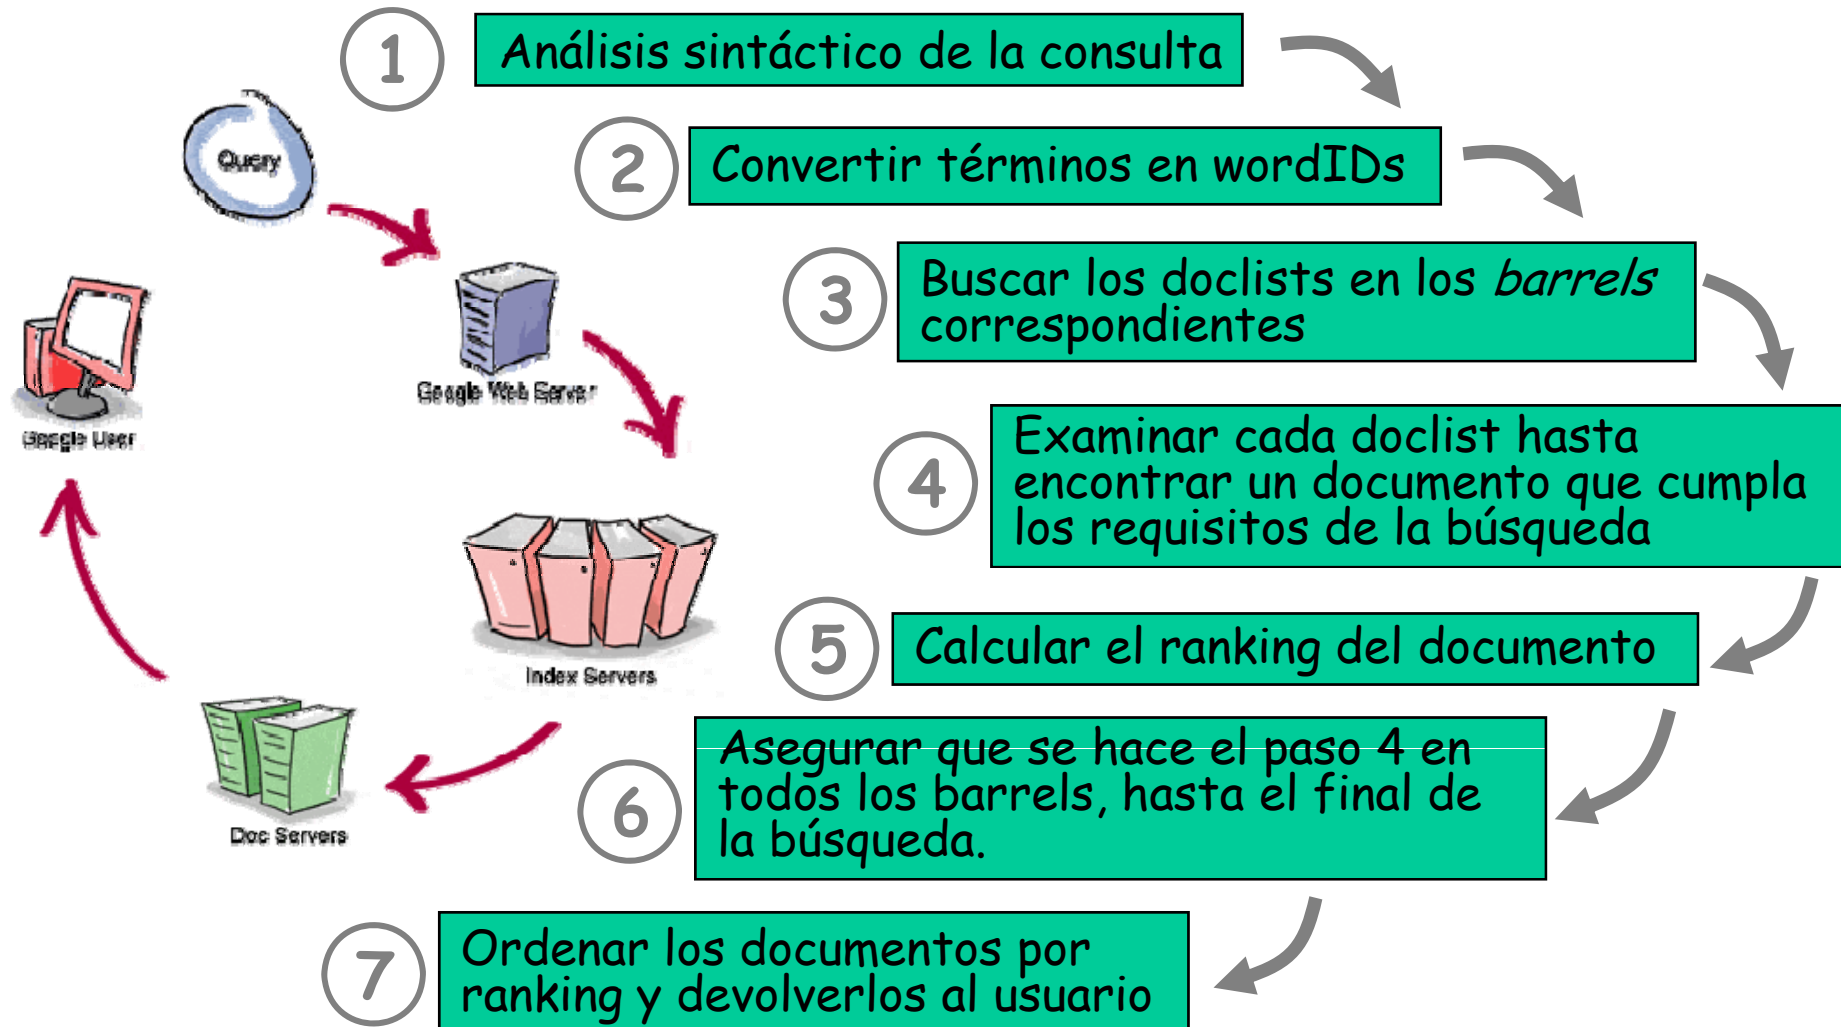 1
Análisis sintáctico de la consulta
2
Convertir términos en wordIDs
3
Buscar los doclists en los barrels
correspondientes
4
Examinar cada doclist hasta
encontrar un documento que cumpla
los requisitos de la búsqueda
5
Calcular el ranking del documento
6
Asegurar que se hace el paso 4 en
todos los barrels, hasta el final de
la búsqueda.
7
Ordenar los documentos por
ranking y devolverlos al usuario
Query
Google Web Server
Google User
Index Servers
Doc Servers